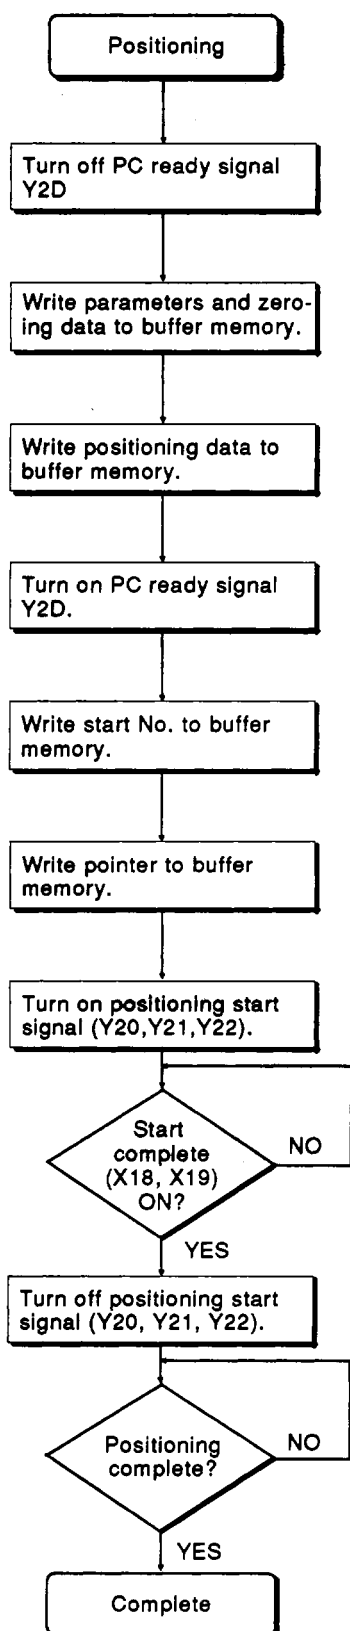 Positioning
Turn off PC ready signal
Y2D
Write parameters and zero-
ing data to buffer memory.
Write positioning data to
buffer memory.
Turn on PC ready signal
Y2D.
Write start No. to buffer
memory.
Write pointer to buffer
memory.
Turn on positioning start
signal (Y20,Y21,Y22).
Start
complete
(X18, X19)
ON?
NO
YES
Turn off positioning start
signal (Y20, Y21, Y22).
Positioning
complete?
NO
YES
Complete